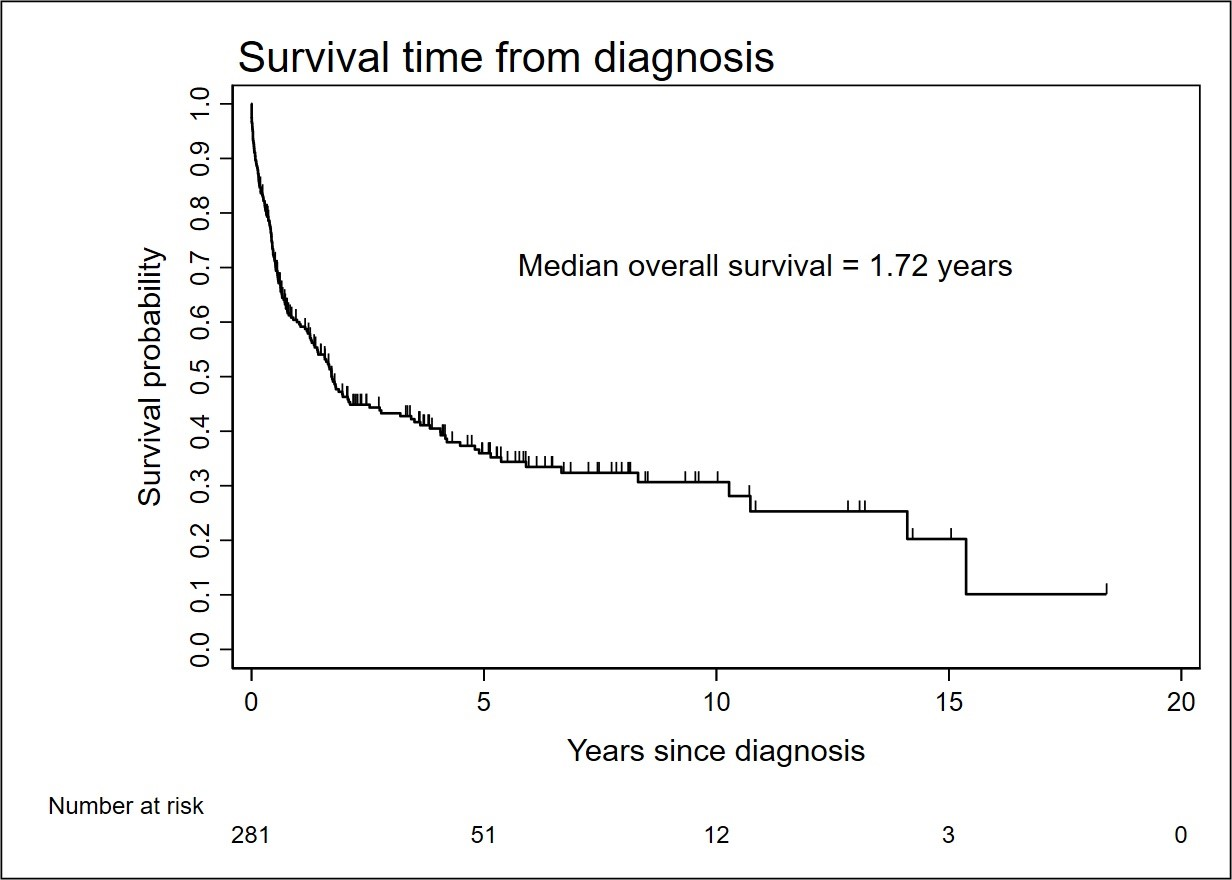 Survival time from diagnosis
Survival probability
1.0
0.9
0.8
0.7
0.6
0.5
0.4
0.3
0.2
0.1
0.0
Median overall survival = 1.72 years
0 5 10 15 20
Years since diagnosis
Number at risk
281 51 12 3 0